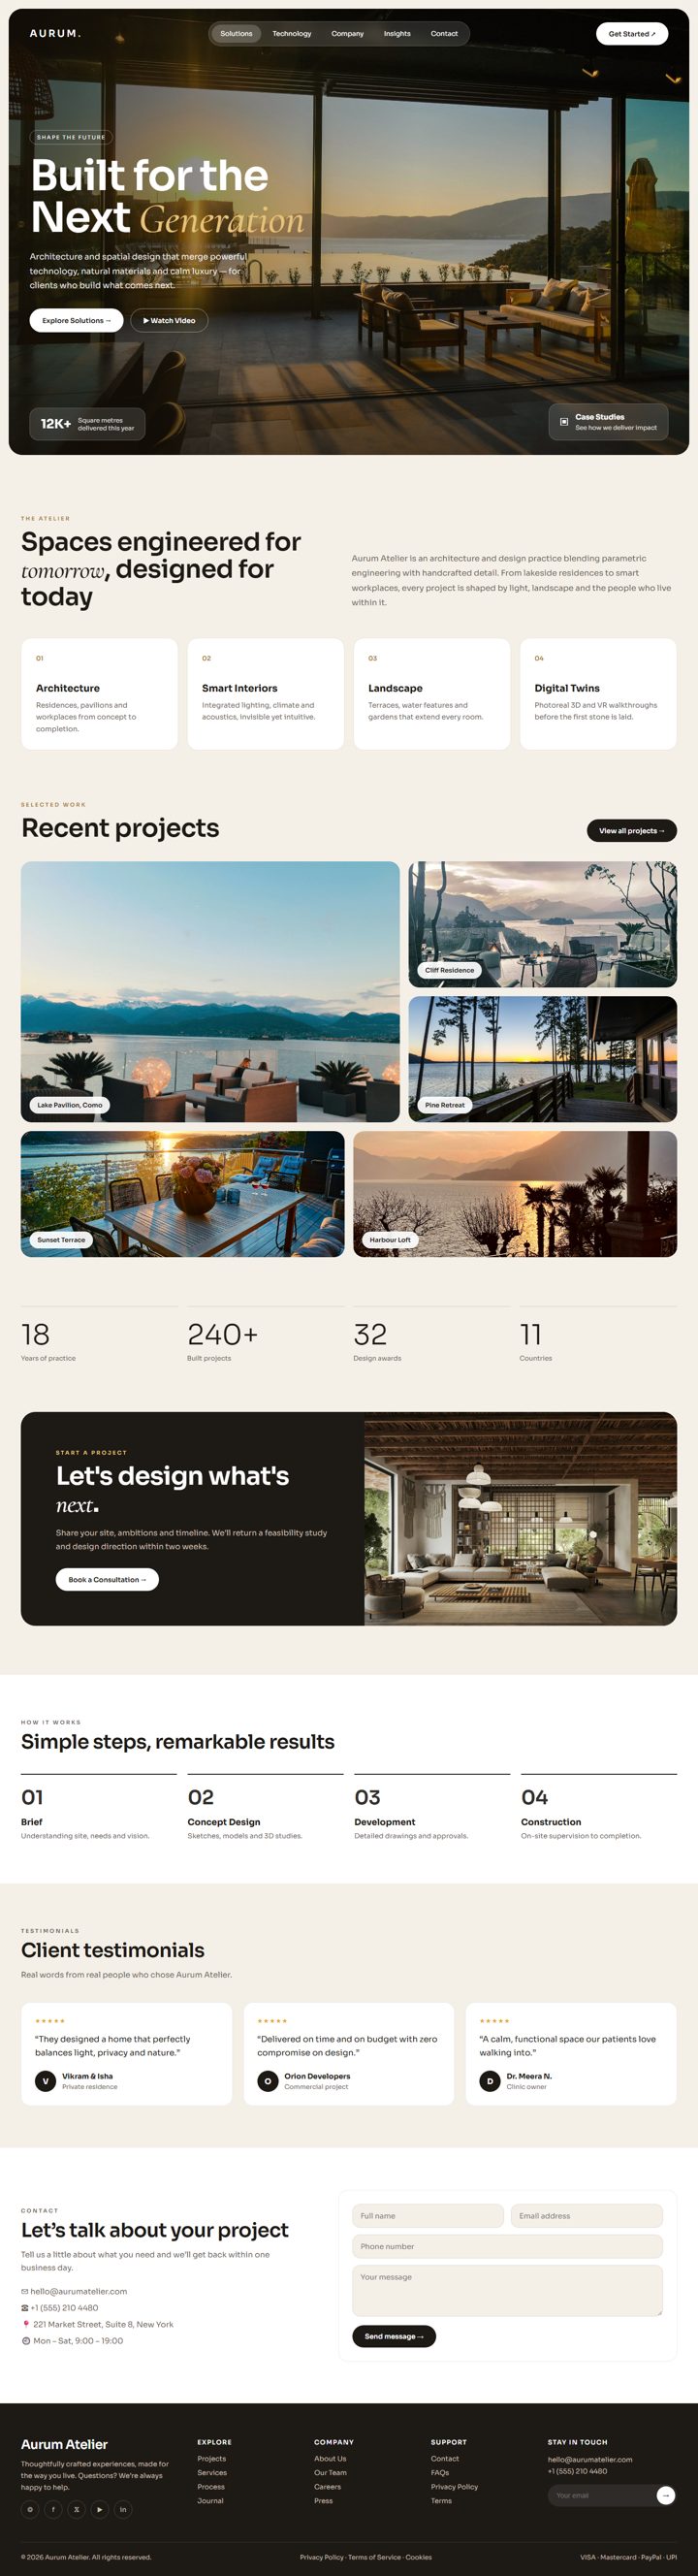 AURUM.
Solutions Technology Company Insights Contact
Get Started ↗
SHAPE THE FUTURE
Built for the
Next Generation
Architecture and spatial design that merge powerful
technology, natural materials and calm luxury — for
clients who build what comes next.
Explore Solutions →
▶ Watch Video
12K+
Square metres
delivered this year
Case Studies
See how we deliver impact
THE ATELIER
Spaces engineered for
tomorrow, designed for
today
Aurum Atelier is an architecture and design practice blending parametric
engineering with handcrafted detail. From lakeside residences to smart
workplaces, every project is shaped by light, landscape and the people who live
within it.
01
Architecture
Residences, pavilions and
workplaces from concept to
completion.
02
Smart Interiors
Integrated lighting, climate and
acoustics, invisible yet intuitive.
03
Landscape
Terraces, water features and
gardens that extend every room.
04
Digital Twins
Photoreal 3D and VR walkthroughs
before the first stone is laid.
SELECTED WORK
Recent projects
View all projects →
Lake Pavilion, Como
Cliff Residence
Pine Retreat
Sunset Terrace
Harbour Loft
18
Years of practice
240+
Built projects
32
Design awards
11
Countries
START A PROJECT
Let's design what's
next.
Share your site, ambitions and timeline. We'll return a feasibility study
and design direction within two weeks.
Book a Consultation →
HOW IT WORKS
Simple steps, remarkable results
01
Brief
Understanding site, needs and vision.
02
Concept Design
Sketches, models and 3D studies.
03
Development
Detailed drawings and approvals.
04
Construction
On-site supervision to completion.
TESTIMONIALS
Client testimonials
Real words from real people who chose Aurum Atelier.
★★★★★
“They designed a home that perfectly
balances light, privacy and nature.”
V
Vikram & Isha
Private residence
★★★★★
“Delivered on time and on budget with zero
compromise on design.”
O
Orion Developers
Commercial project
★★★★★
“A calm, functional space our patients love
walking into.”
D
Dr. Meera N.
Clinic owner
CONTACT
Let’s talk about your project
Tell us a little about what you need and we’ll get back within one
business day.
✉ hello@aurumatelier.com
☎ +1 (555) 210 4480
📍 221 Market Street, Suite 8, New York
🕘 Mon – Sat, 9:00 – 19:00
Full name
Email address
Phone number
Your message
Send message →
Aurum Atelier
Thoughtfully crafted experiences, made for
the way you live. Questions? We’re always
happy to help.
f 𝕏 ▶ in
EXPLORE
Projects
Services
Process
Journal
COMPANY
About Us
Our Team
Careers
Press
SUPPORT
Contact
FAQs
Privacy Policy
Terms
STAY IN TOUCH
hello@aurumatelier.com
+1 (555) 210 4480
Your email
→
© 2026 Aurum Atelier. All rights reserved.
Privacy Policy · Terms of Service · Cookies
VISA · Mastercard · PayPal · UPI